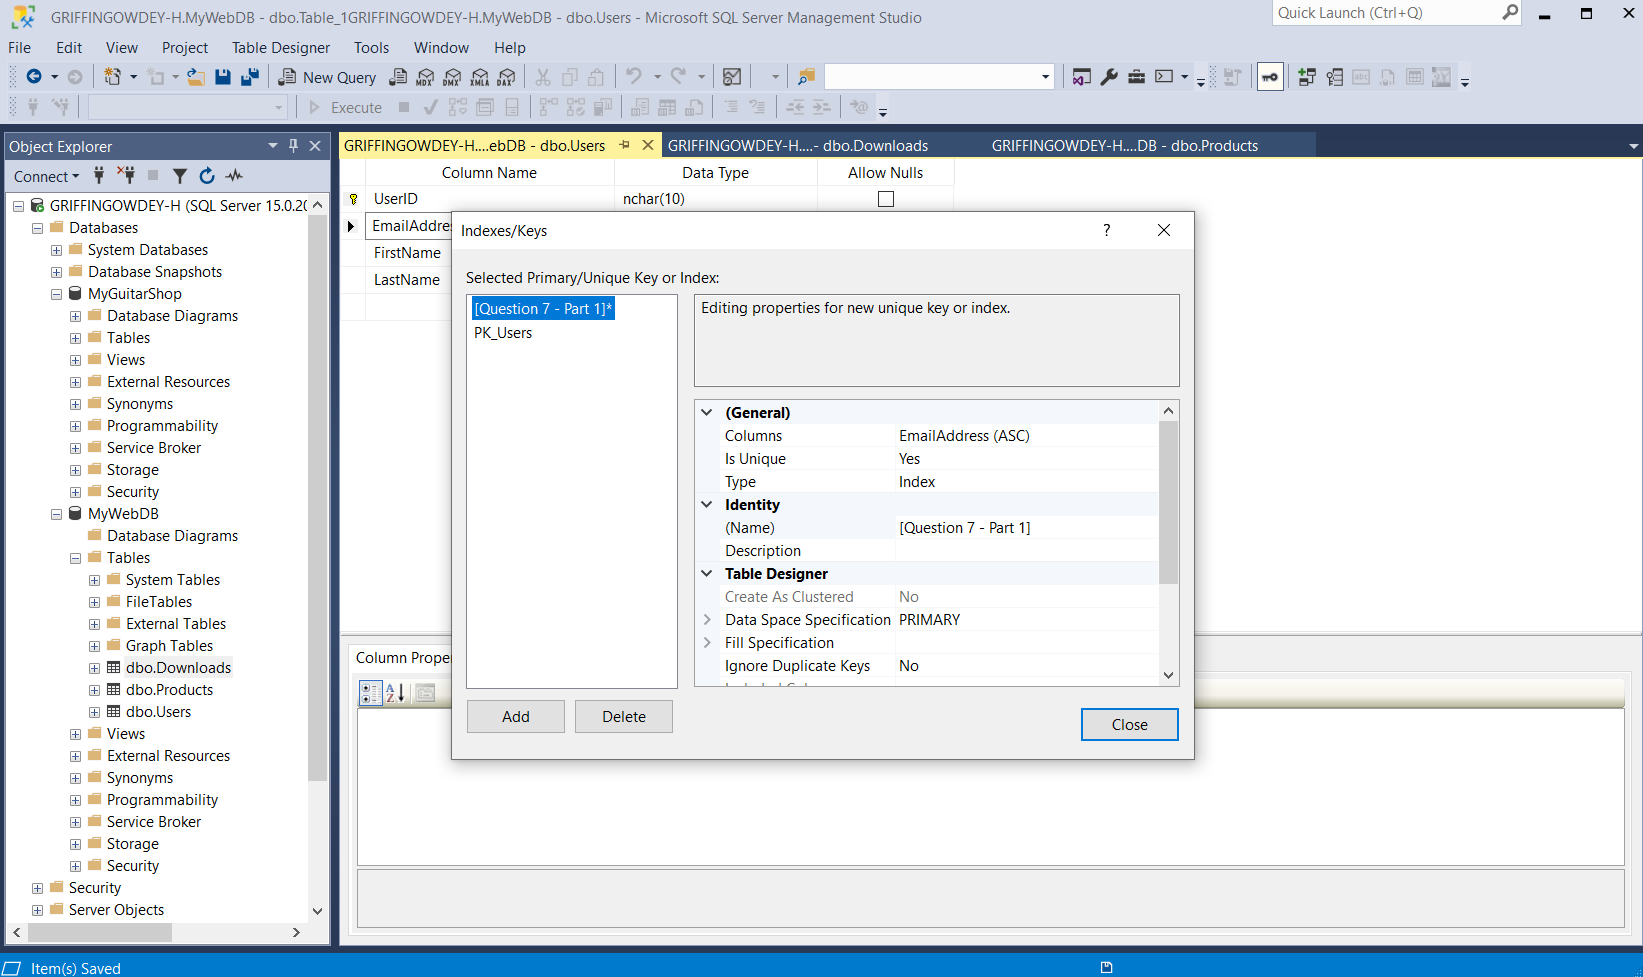 GRIFFINGOWDEY-H.MyWebDB - dbo.Table_1GRIFFINGOWDEY-H.MyWebDB - dbo.Users - Microsoft SQL Server Management Studio
Quick Launch (Ctrl+Q)
File Edit View Project Table Designer Tools Window Help
New Query MDX DMX XMLA DAX
Execute
Object Explorer
Connect
GRIFFINGOWDEY-H (SQL Server 15.0.20
Databases
System Databases
Database Snapshots
MyGuitarShop
Database Diagrams
Tables
Views
External Resources
Synonyms
Programmability
Service Broker
Storage
Security
MyWebDB
Database Diagrams
Tables
System Tables
FileTables
External Tables
Graph Tables
dbo.Downloads
dbo.Products
dbo.Users
Views
External Resources
Synonyms
Programmability
Service Broker
Storage
Security
Security
Server Objects
GRIFFINGOWDEY-H....ebDB - dbo.Users
GRIFFINGOWDEY-H....- dbo.Downloads
GRIFFINGOWDEY-H....DB - dbo.Products
Column Name Data Type Allow Nulls
UserID nchar(10)
EmailAddre
FirstName
LastName
Column Prope
Indexes/Keys
?
Selected Primary/Unique Key or Index:
[Question 7 - Part 1]*
PK_Users
Editing properties for new unique key or index.
(General)
Columns EmailAddress (ASC)
Is Unique Yes
Type Index
Identity
(Name) [Question 7 - Part 1]
Description
Table Designer
Create As Clustered No
Data Space Specification PRIMARY
Fill Specification
Ignore Duplicate Keys No
Add
Delete
Close
Item(s) Saved